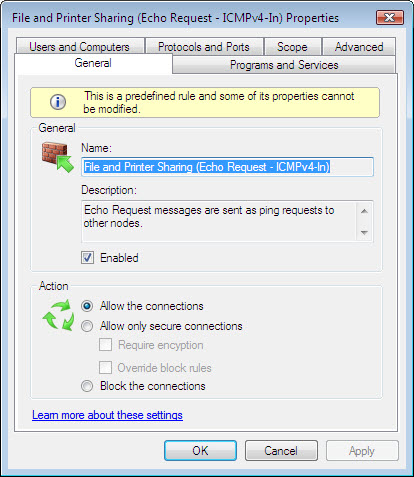 File and Printer Sharing (Echo Request - ICMPv4-In) Properties
Users and Computers
Protocols and Ports
Scope
Advanced
General
Programs and Services
This is a predefined rule and some of its properties cannot
be modified.
General
Name:
File and Printer Sharing (Echo Request - ICMPv4-In)
Description:
Echo Request messages are sent as ping requests to
other nodes.
Enabled
Action
Allow the connections
Allow only secure connections
Require encyption
Override block rules
Block the connections
Learn more about these settings
OK
Cancel
Apply